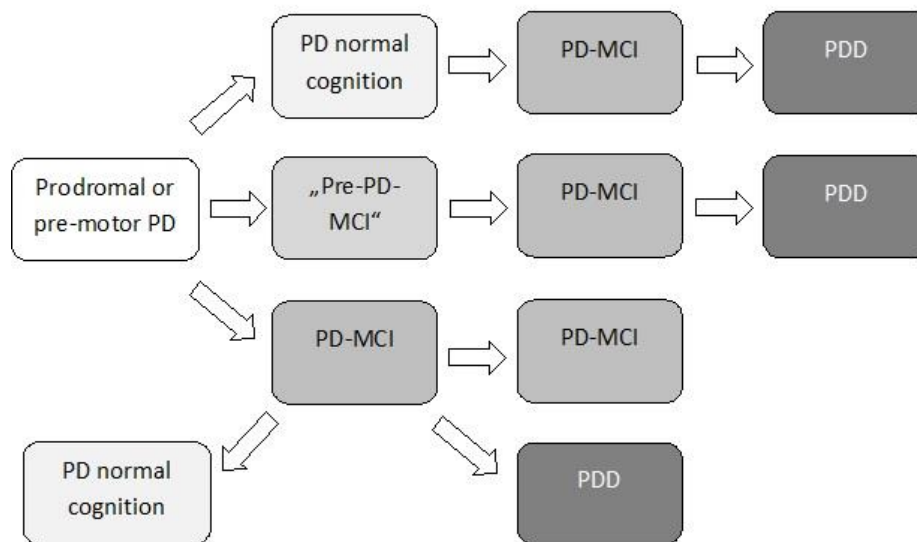 PD normal
cognition
PD-MCI
PDD
Prodromal or
pre-motor PD
„Pre-PD-
MCI“
PD-MCI
PDD
PD-MCI
PD-MCI
PD normal
cognition
PDD